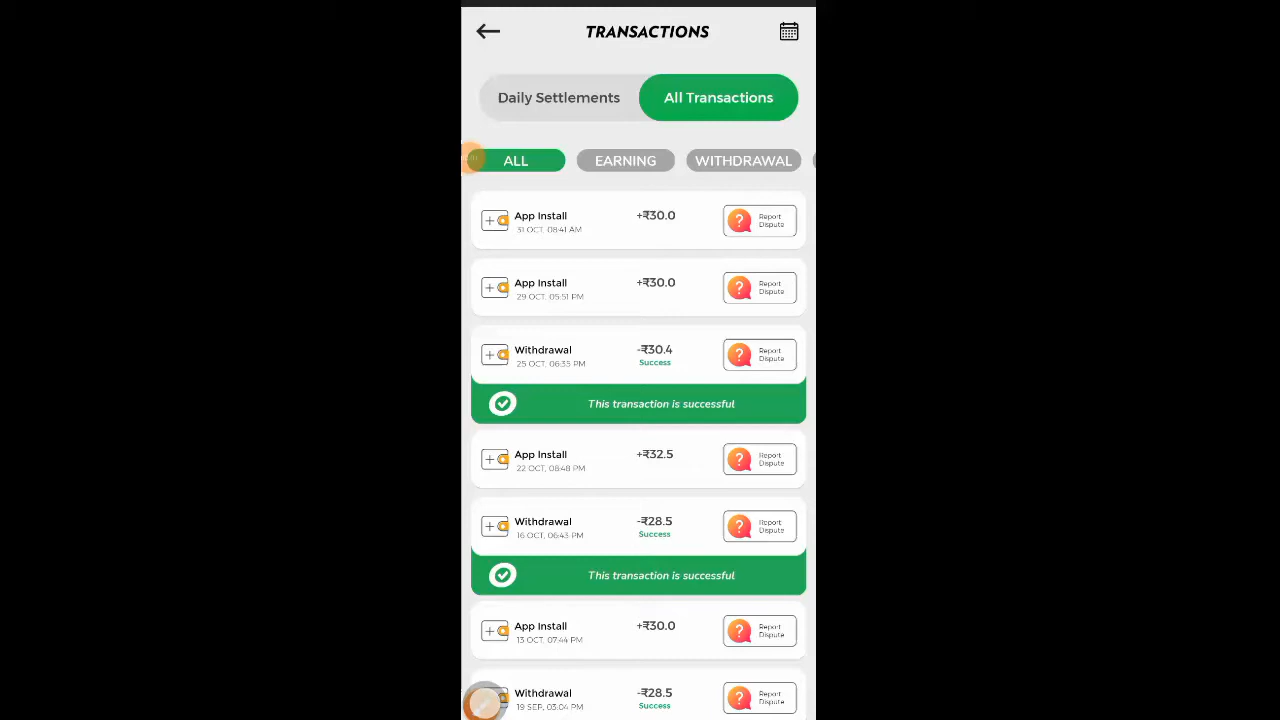 TRANSACTIONS
Daily Settlements
All Transactions
ALL
EARNING
WITHDRAWAL
App Install
+₹30.0
31 OCT, 08:41 AM
Report
Dispute
App Install
+₹30.0
29 OCT, 05:51 PM
Report
Dispute
Withdrawal
-₹30.4
25 OCT, 06:35 PM
Success
Report
Dispute
This transaction is successful
App Install
+₹32.5
22 OCT, 08:48 PM
Report
Dispute
Withdrawal
-₹28.5
16 OCT, 06:43 PM
Success
Report
Dispute
This transaction is successful
App Install
+₹30.0
13 OCT, 07:44 PM
Report
Dispute
Withdrawal
-₹28.5
19 SEP, 03:04 PM
Success
Report
Dispute